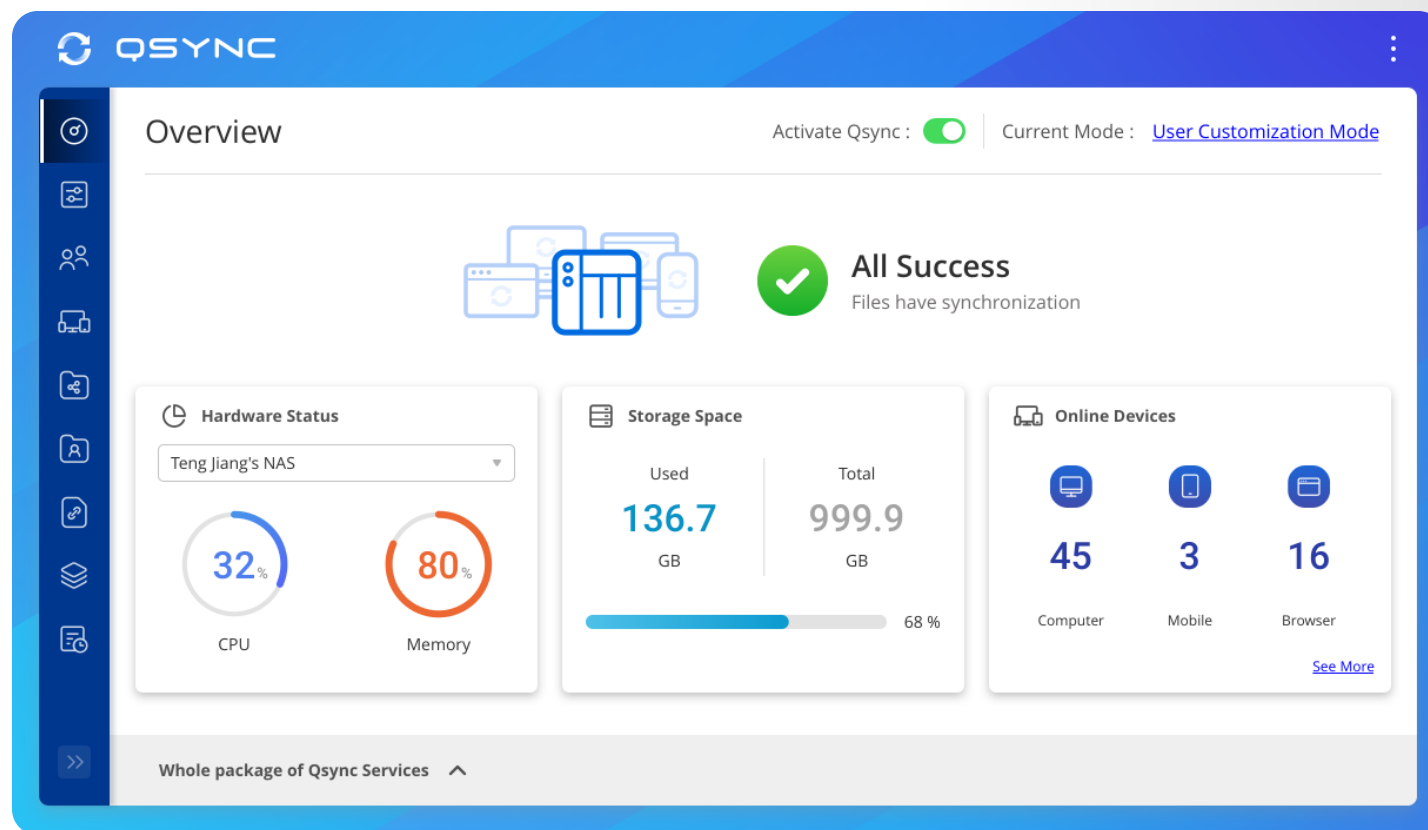 QSYNC
Overview
Activate Qsync :
Current Mode : User Customization Mode
All Success
Files have synchronization
Hardware Status
Teng Jiang's NAS
32%
80%
CPU
Memory
Storage Space
Used
136.7
GB
Total
999.9
GB
68 %
Online Devices
45
3
16
Computer
Mobile
Browser
See More
Whole package of Qsync Services